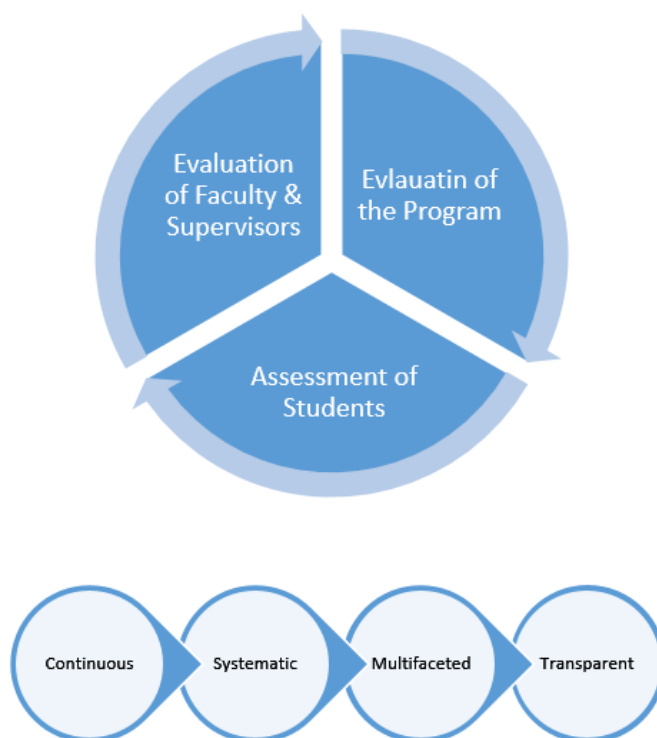 Evaluation
of Faculty &
Supervisors
Evlauatin of
the Program
Assessment of
Students
Continuous
Systematic
Multifaceted
Transparent